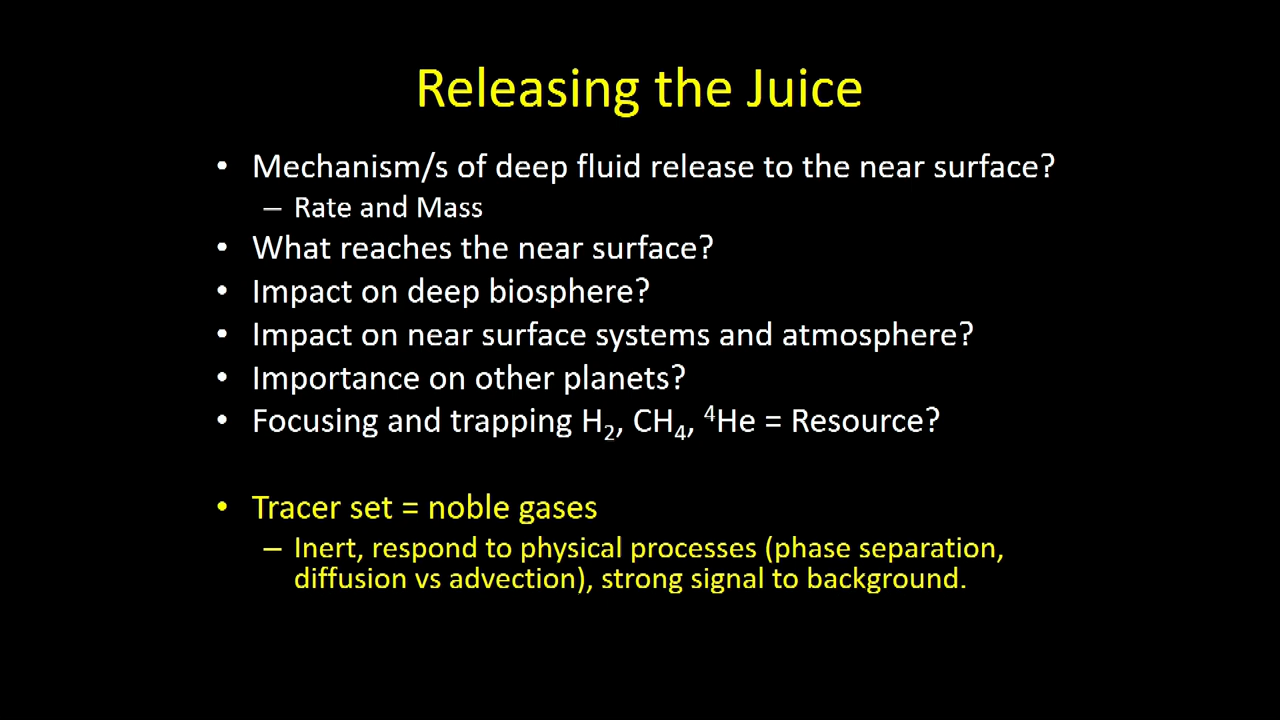 Releasing the Juice
• Mechanism/s of deep fluid release to the near surface?
– Rate and Mass
• What reaches the near surface?
• Impact on deep biosphere?
• Impact on near surface systems and atmosphere?
• Importance on other planets?
• Focusing and trapping H₂, CH₄, ⁴He = Resource?
• Tracer set = noble gases
– Inert, respond to physical processes (phase separation,
diffusion vs advection), strong signal to background.